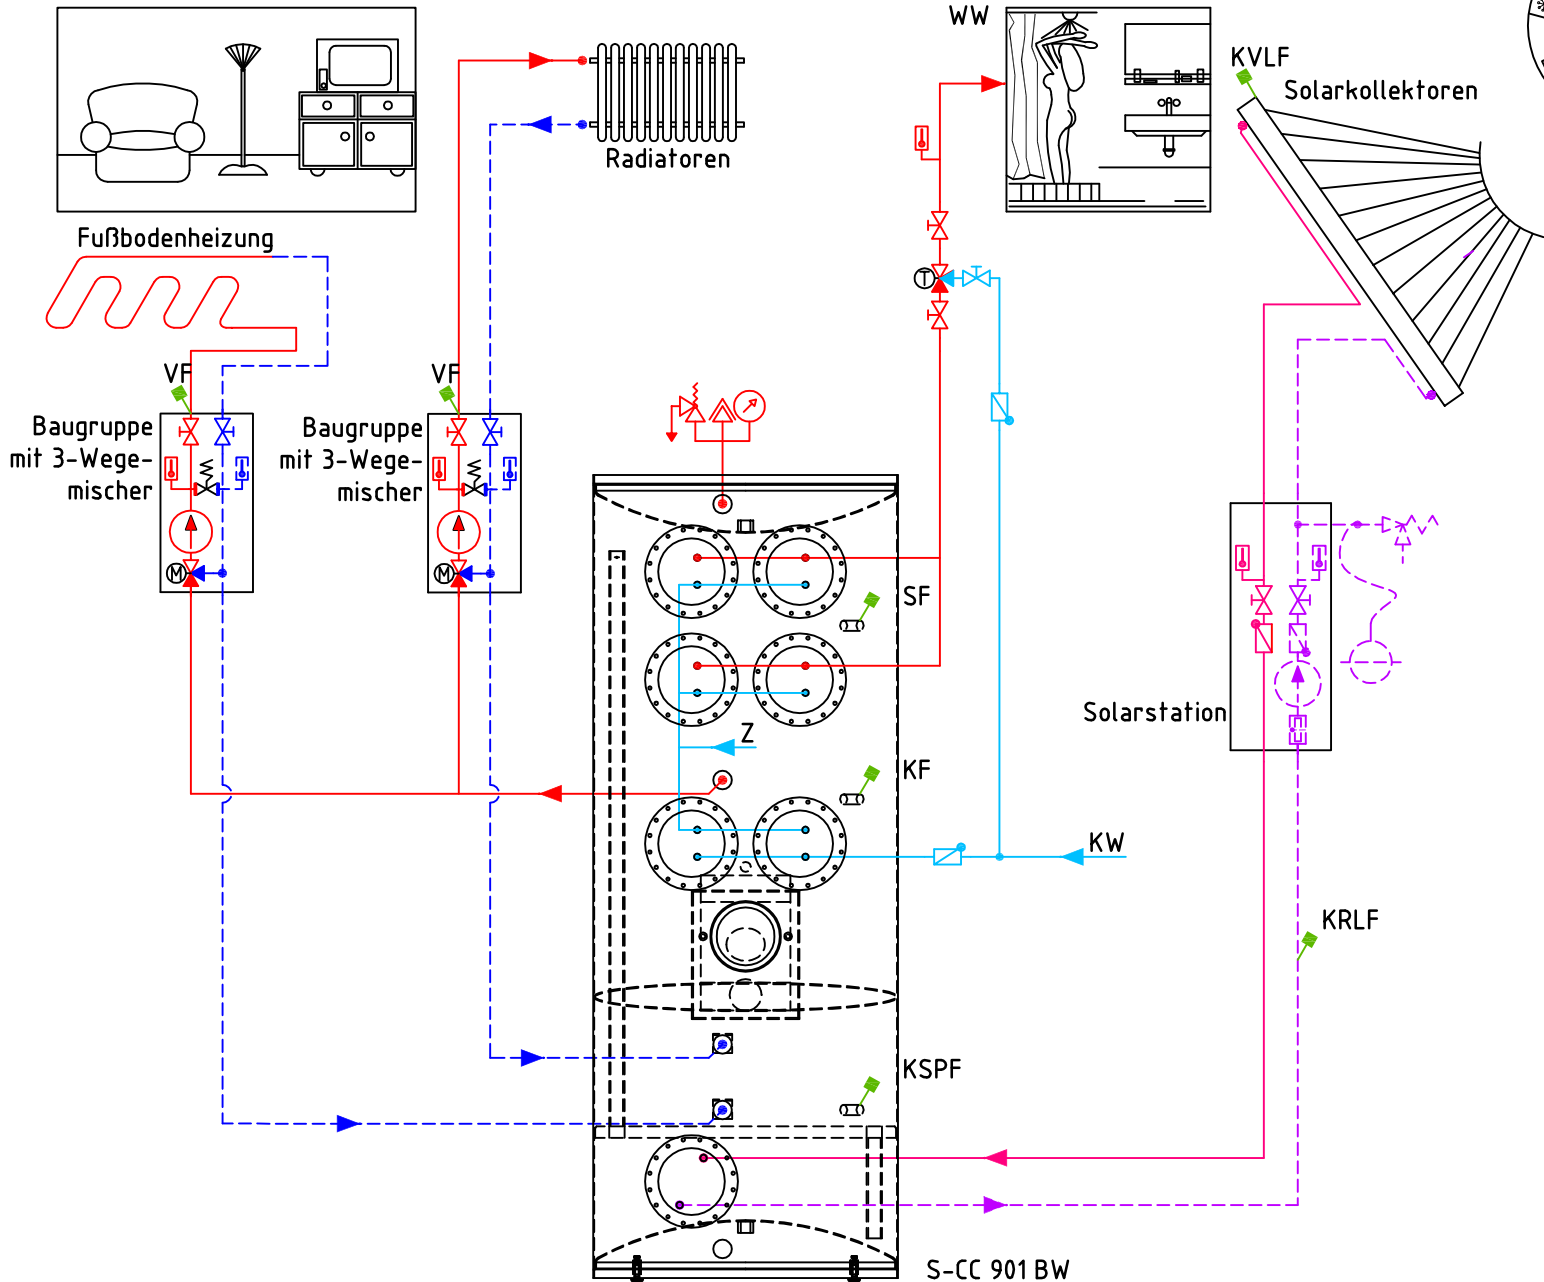 WW
KVLF
Solarkollektoren
Radiatoren
Fußbodenheizung
VF
VF
Baugruppe
mit 3-Wege-
mischer
Baugruppe
mit 3-Wege-
mischer
T
M
M
SF
Solarstation
Z
KF
KW
KRLF
KSPF
S-CC 901 BW